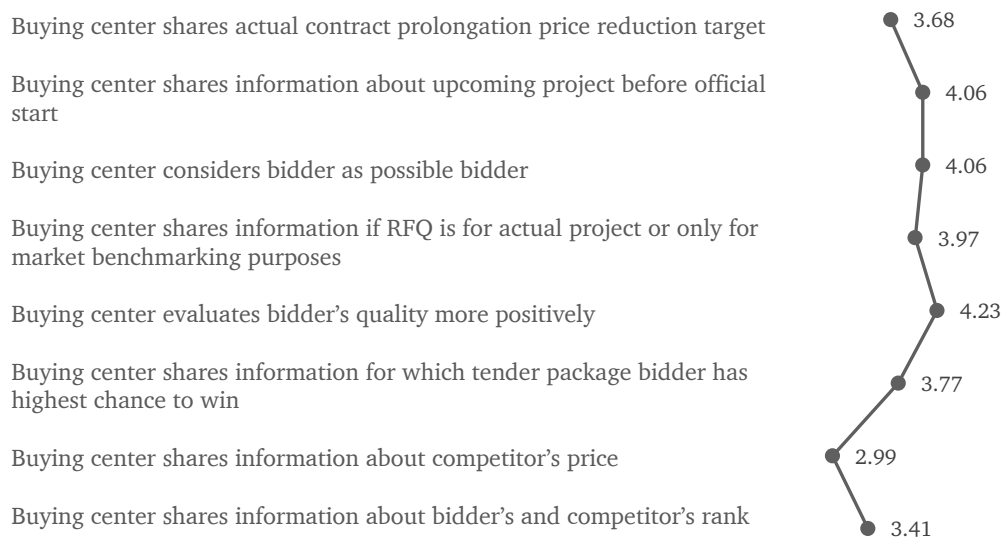 Buying center shares actual contract prolongation price reduction target
3.68
Buying center shares information about upcoming project before official
start
4.06
Buying center considers bidder as possible bidder
4.06
Buying center shares information if RFQ is for actual project or only for
market benchmarking purposes
3.97
Buying center evaluates bidder’s quality more positively
4.23
Buying center shares information for which tender package bidder has
highest chance to win
3.77
Buying center shares information about competitor’s price
2.99
Buying center shares information about bidder’s and competitor’s rank
3.41